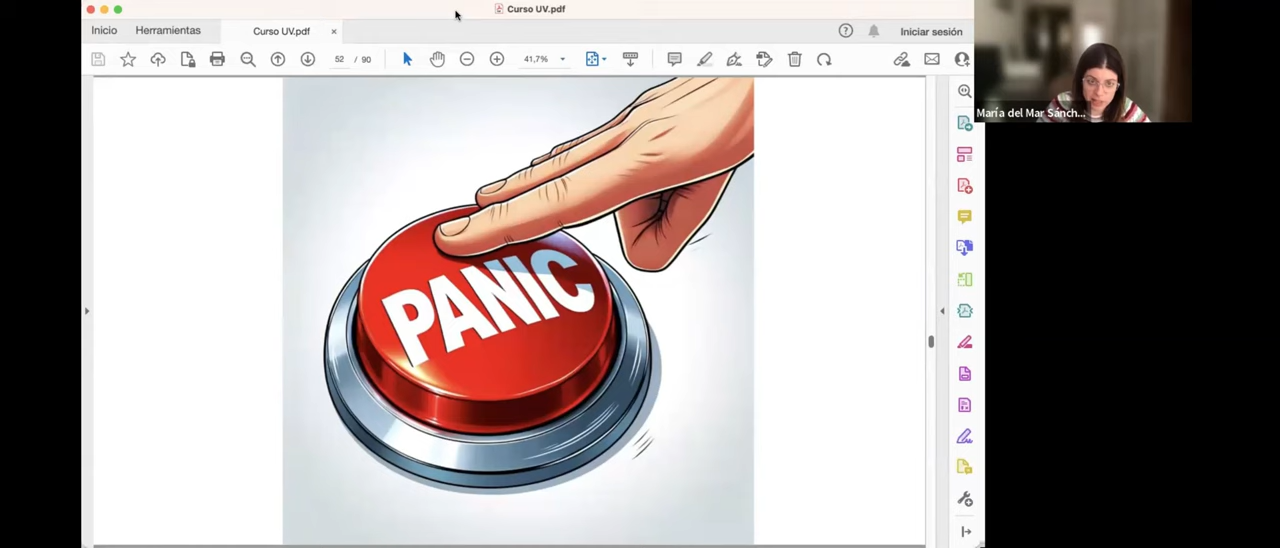 Curso UV.pdf
Inicio
Herramientas
Curso UV.pdf
Iniciar sesión
52 / 90
41,7%
María del Mar Sánch...
PANIC